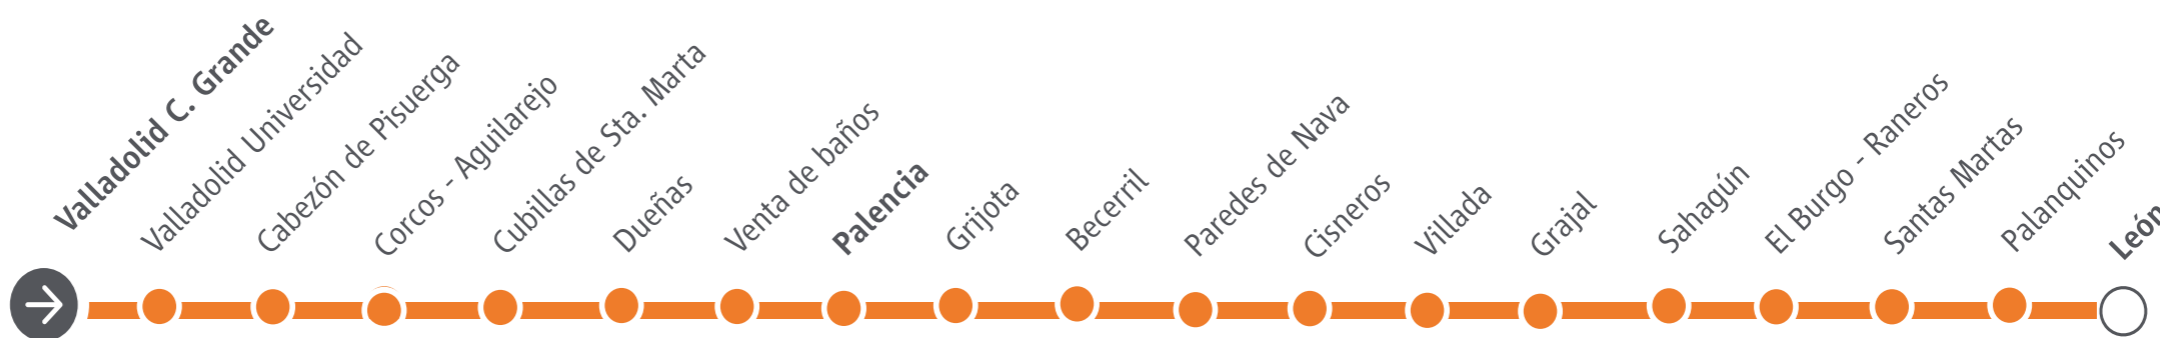 Valladolid C. Grande
Valladolid Universidad
Cabezón de Pisuerga
Corcos - Aguilarejo
Cubillas de Sta. Marta
Dueñas
Venta de baños
Palencia
Grijota
Becerril
Paredes de Nava
Cisneros
Villada
Grajal
Sahagún
El Burgo - Raneros
Santas Martas
Palanquinos
León